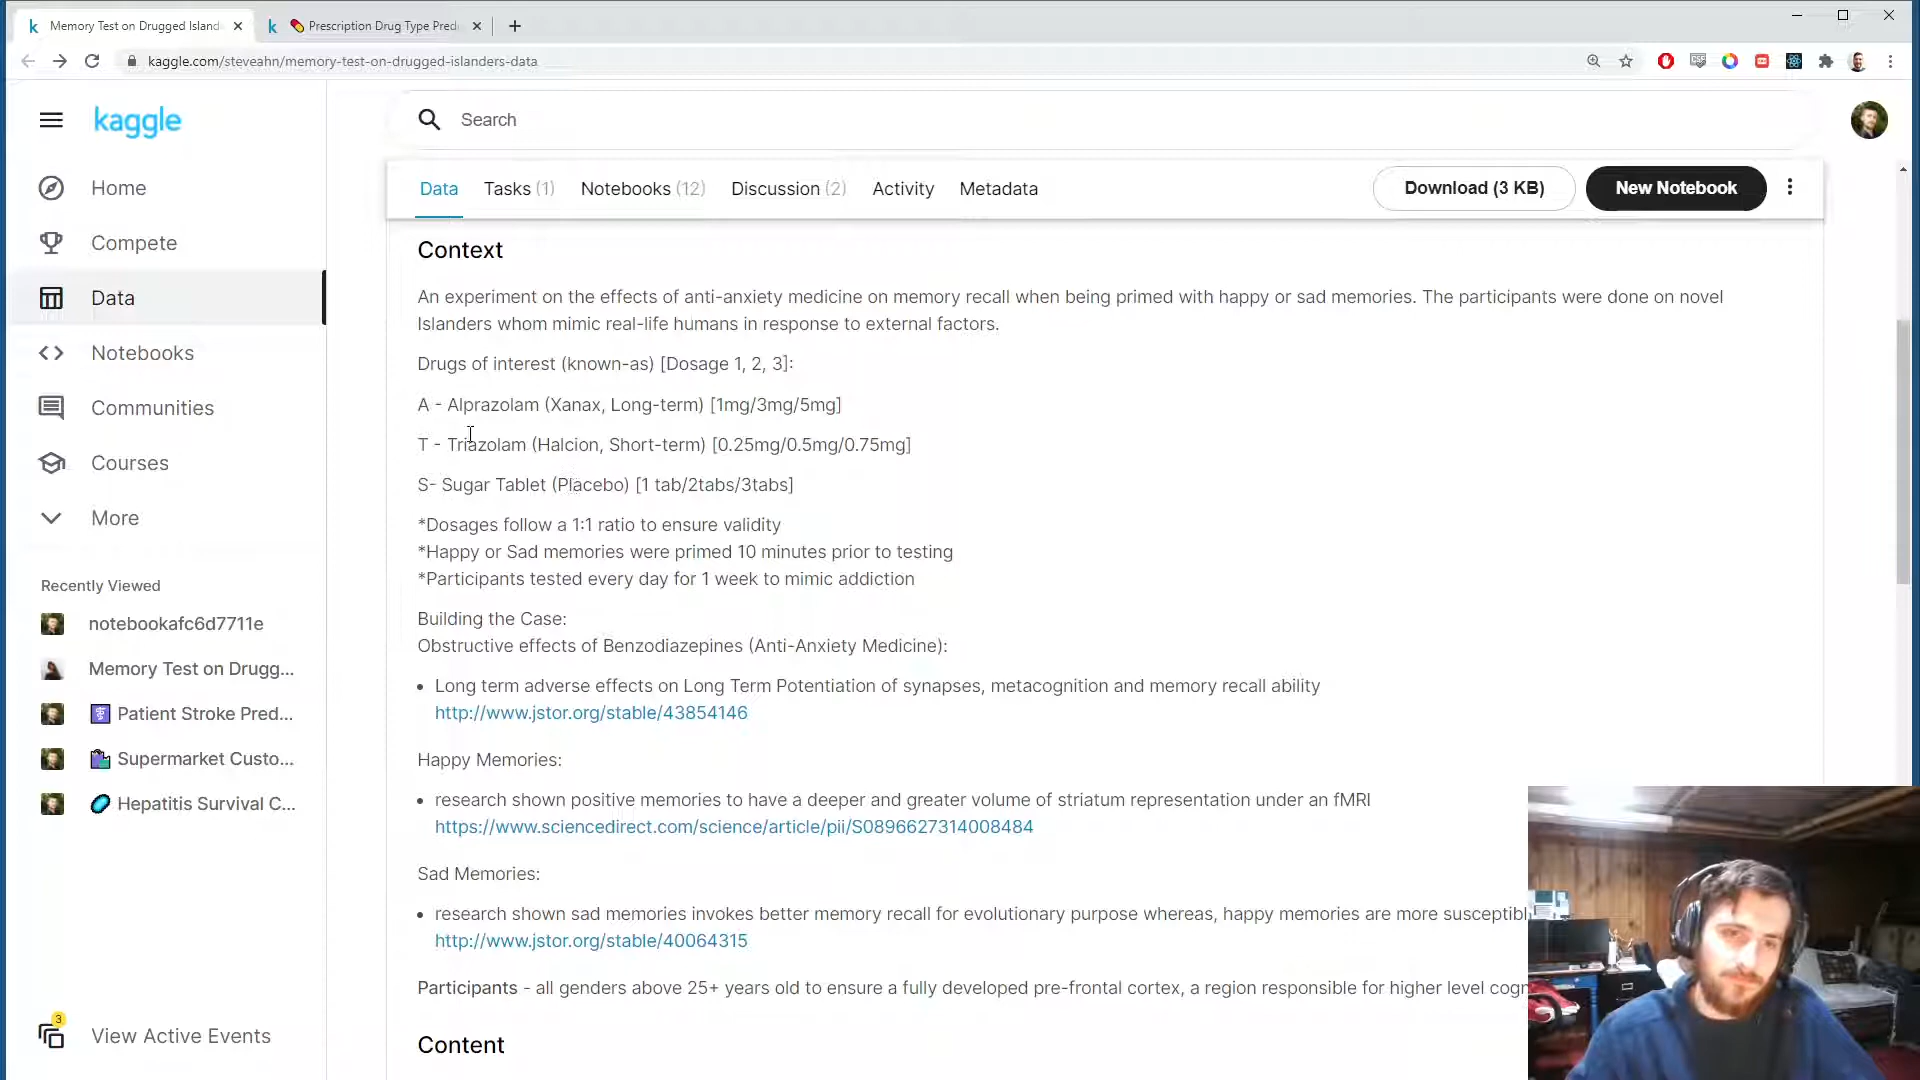 Memory Test on Drugged Island
Prescription Drug Type Pred
kaggle.com/steveahn/memory-test-on-drugged-islanders-data
kaggle
Search
Home
Compete
Data
Notebooks
Communities
Courses
More
Recently Viewed
notebookafc6d7711e
Memory Test on Drugg...
Patient Stroke Pred...
Supermarket Custo...
Hepatitis Survival C...
3
View Active Events
Data
Tasks (1)
Notebooks (12)
Discussion (2)
Activity
Metadata
Download (3 KB)
New Notebook
Context
An experiment on the effects of anti-anxiety medicine on memory recall when being primed with happy or sad memories. The participants were done on novel
Islanders whom mimic real-life humans in response to external factors.
Drugs of interest (known-as) [Dosage 1, 2, 3]:
A - Alprazolam (Xanax, Long-term) [1mg/3mg/5mg]
T - Triazolam (Halcion, Short-term) [0.25mg/0.5mg/0.75mg]
S- Sugar Tablet (Placebo) [1 tab/2tabs/3tabs]
*Dosages follow a 1:1 ratio to ensure validity
*Happy or Sad memories were primed 10 minutes prior to testing
*Participants tested every day for 1 week to mimic addiction
Building the Case:
Obstructive effects of Benzodiazepines (Anti-Anxiety Medicine):
• Long term adverse effects on Long Term Potentiation of synapses, metacognition and memory recall ability
http://www.jstor.org/stable/43854146
Happy Memories:
• research shown positive memories to have a deeper and greater volume of striatum representation under an fMRI
https://www.sciencedirect.com/science/article/pii/S0896627314008484
Sad Memories:
• research shown sad memories invokes better memory recall for evolutionary purpose whereas, happy memories are more susceptibl
http://www.jstor.org/stable/40064315
Participants - all genders above 25+ years old to ensure a fully developed pre-frontal cortex, a region responsible for higher level cogn
Content